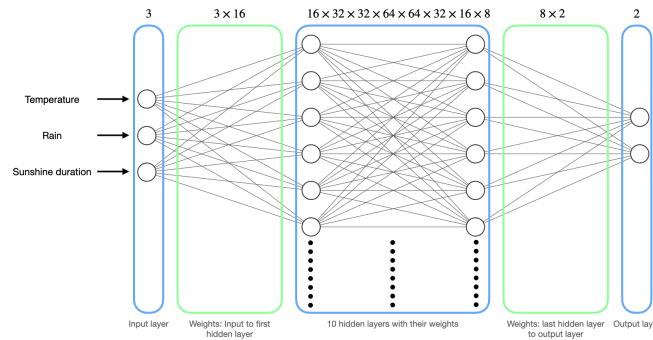 3
3 × 16
16 × 32 × 32 × 64 × 64 × 32 × 16 × 8
8 × 2
2
Temperature
Rain
Sunshine duration
Input layer
Weights: Input to first
hidden layer
10 hidden layers with their weights
Weights: last hidden layer
to output layer
Output lay